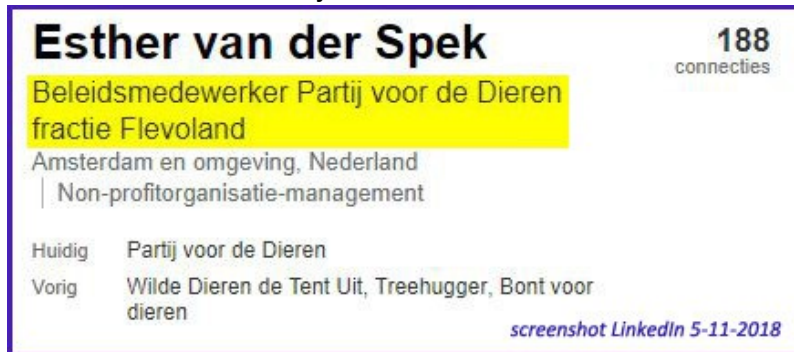 Esther van der Spek
188
connecties
Beleidsmedewerker Partij voor de Dieren
fractie Flevoland
Amsterdam en omgeving, Nederland
Non-profitorganisatie-management
Huidig Partij voor de Dieren
Vorig Wilde Dieren de Tent Uit, Treehugger, Bont voor
dieren
screenshot LinkedIn 5-11-2018